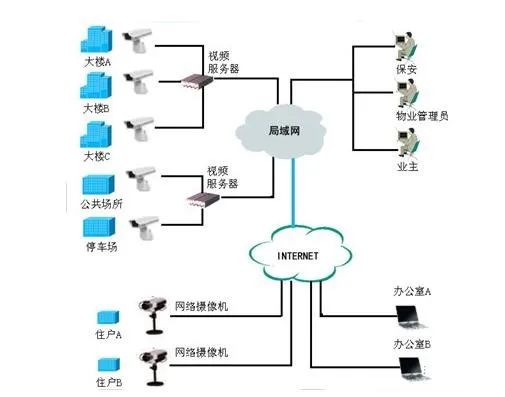 大楼A
大楼B
大楼C
公共场所
停车场
视频
服务器
视频
服务器
局域网
保安
物业管理员
业主
INTERNET
住户A
网络摄像机
住户B
网络摄像机
办公室A
办公室B